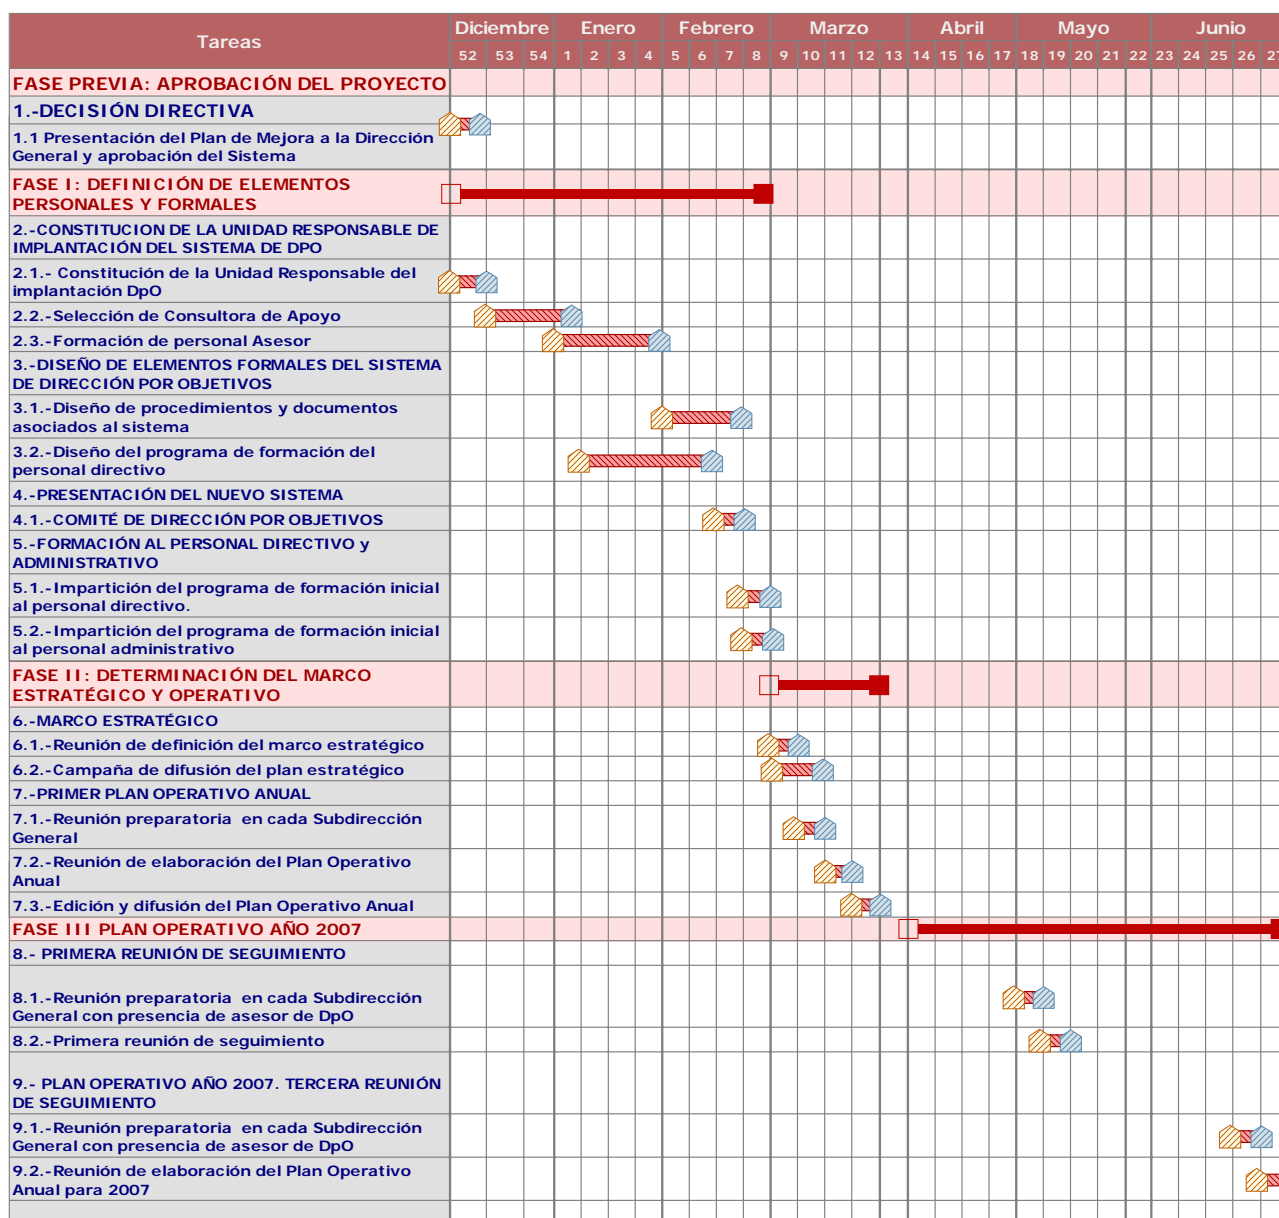 Tareas
Diciembre Enero Febrero Marzo Abril Mayo Junio
52 53 54 1 2 3 4 5 6 7 8 9 10 11 12 13 14 15 16 17 18 19 20 21 22 23 24 25 26
FASE PREVIA: APROBACIÓN DEL PROYECTO
1.-DECISIÓN DIRECTIVA
1.1 Presentación del Plan de Mejora a la Dirección
General y aprobación del Sistema
FASE I: DEFINICIÓN DE ELEMENTOS
PERSONALES Y FORMALES
2.-CONSTITUCION DE LA UNIDAD RESPONSABLE DE
IMPLANTACIÓN DEL SISTEMA DE DPO
2.1.- Constitución de la Unidad Responsable del
implantación DpO
2.2.-Selección de Consultora de Apoyo
2.3.-Formación de personal Asesor
3.-DISEÑO DE ELEMENTOS FORMALES DEL SISTEMA
DE DIRECCIÓN POR OBJETIVOS
3.1.-Diseño de procedimientos y documentos
asociados al sistema
3.2.-Diseño del programa de formación del
personal directivo
4.-PRESENTACIÓN DEL NUEVO SISTEMA
4.1.-COMITÉ DE DIRECCIÓN POR OBJETIVOS
5.-FORMACIÓN AL PERSONAL DIRECTIVO y
ADMINISTRATIVO
5.1.-Impartición del programa de formación inicial
al personal directivo.
5.2.-Impartición del programa de formación inicial
al personal administrativo
FASE II: DETERMINACIÓN DEL MARCO
ESTRATÉGICO Y OPERATIVO
6.-MARCO ESTRATÉGICO
6.1.-Reunión de definición del marco estratégico
6.2.-Campaña de difusión del plan estratégico
7.-PRIMER PLAN OPERATIVO ANUAL
7.1.-Reunión preparatoria en cada Subdirección
General
7.2.-Reunión de elaboración del Plan Operativo
Anual
7.3.-Edición y difusión del Plan Operativo Anual
FASE III PLAN OPERATIVO AÑO 2007
8.- PRIMERA REUNIÓN DE SEGUIMIENTO
8.1.-Reunión preparatoria en cada Subdirección
General con presencia de asesor de DpO
8.2.-Primera reunión de seguimiento
9.- PLAN OPERATIVO AÑO 2007. TERCERA REUNIÓN
DE SEGUIMIENTO
9.1.-Reunión preparatoria en cada Subdirección
General con presencia de asesor de DpO
9.2.-Reunión de elaboración del Plan Operativo
Anual para 2007